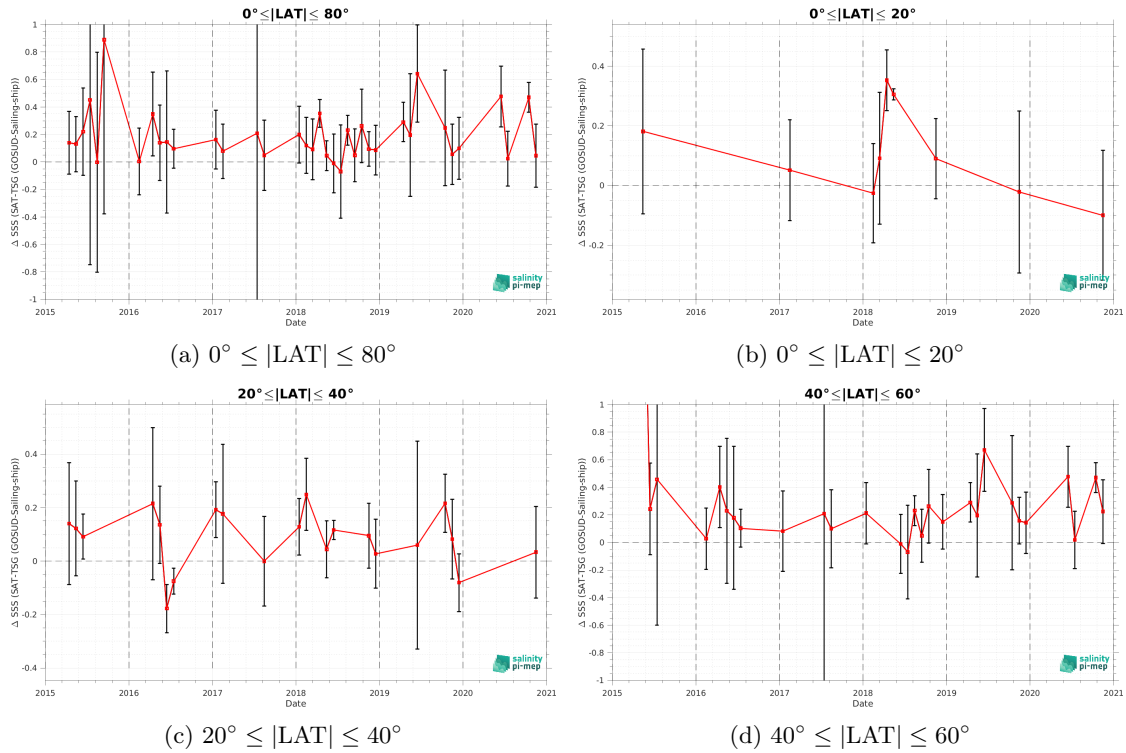 0°≤|LAT|≤ 80°
Δ SSS (SAT-TSG (GOSUD-Sailing-ship))
1
0.8
0.6
0.4
0.2
0
-0.2
-0.4
-0.6
-0.8
-1
salinity
pi-mep
2015 2016 2017 2018 2019 2020 2021
Date
(a) 0° ≤ |LAT| ≤ 80°
0°≤|LAT|≤ 20°
Δ SSS (SAT-TSG (GOSUD-Sailing-ship))
0.4
0.2
0
-0.2
salinity
pi-mep
2015 2016 2017 2018 2019 2020 2021
Date
(b) 0° ≤ |LAT| ≤ 20°
20°≤|LAT|≤ 40°
Δ SSS (SAT-TSG (GOSUD-Sailing-ship))
0.4
0.2
0
-0.2
-0.4
salinity
pi-mep
2015 2016 2017 2018 2019 2020 2021
Date
(c) 20° ≤ |LAT| ≤ 40°
40°≤|LAT|≤ 60°
Δ SSS (SAT-TSG (GOSUD-Sailing-ship))
1
0.8
0.6
0.4
0.2
0
-0.2
-0.4
-0.6
-0.8
-1
salinity
pi-mep
2015 2016 2017 2018 2019 2020 2021
Date
(d) 40° ≤ |LAT| ≤ 60°